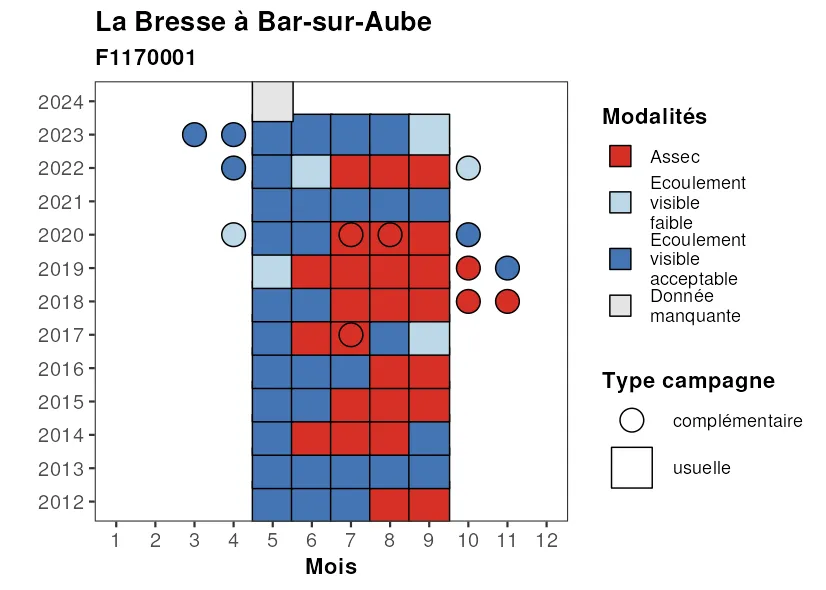 La Bresse à Bar-sur-Aube
F1170001
2024
2023
2022
2021
2020
2019
2018
2017
2016
2015
2014
2013
2012
1 2 3 4 5 6 7 8 9 10 11 12
Mois
Modalités
Assec
Ecoulement
visible
faible
Ecoulement
visible
acceptable
Donnée
manquante
Type campagne
complémentaire
usuelle